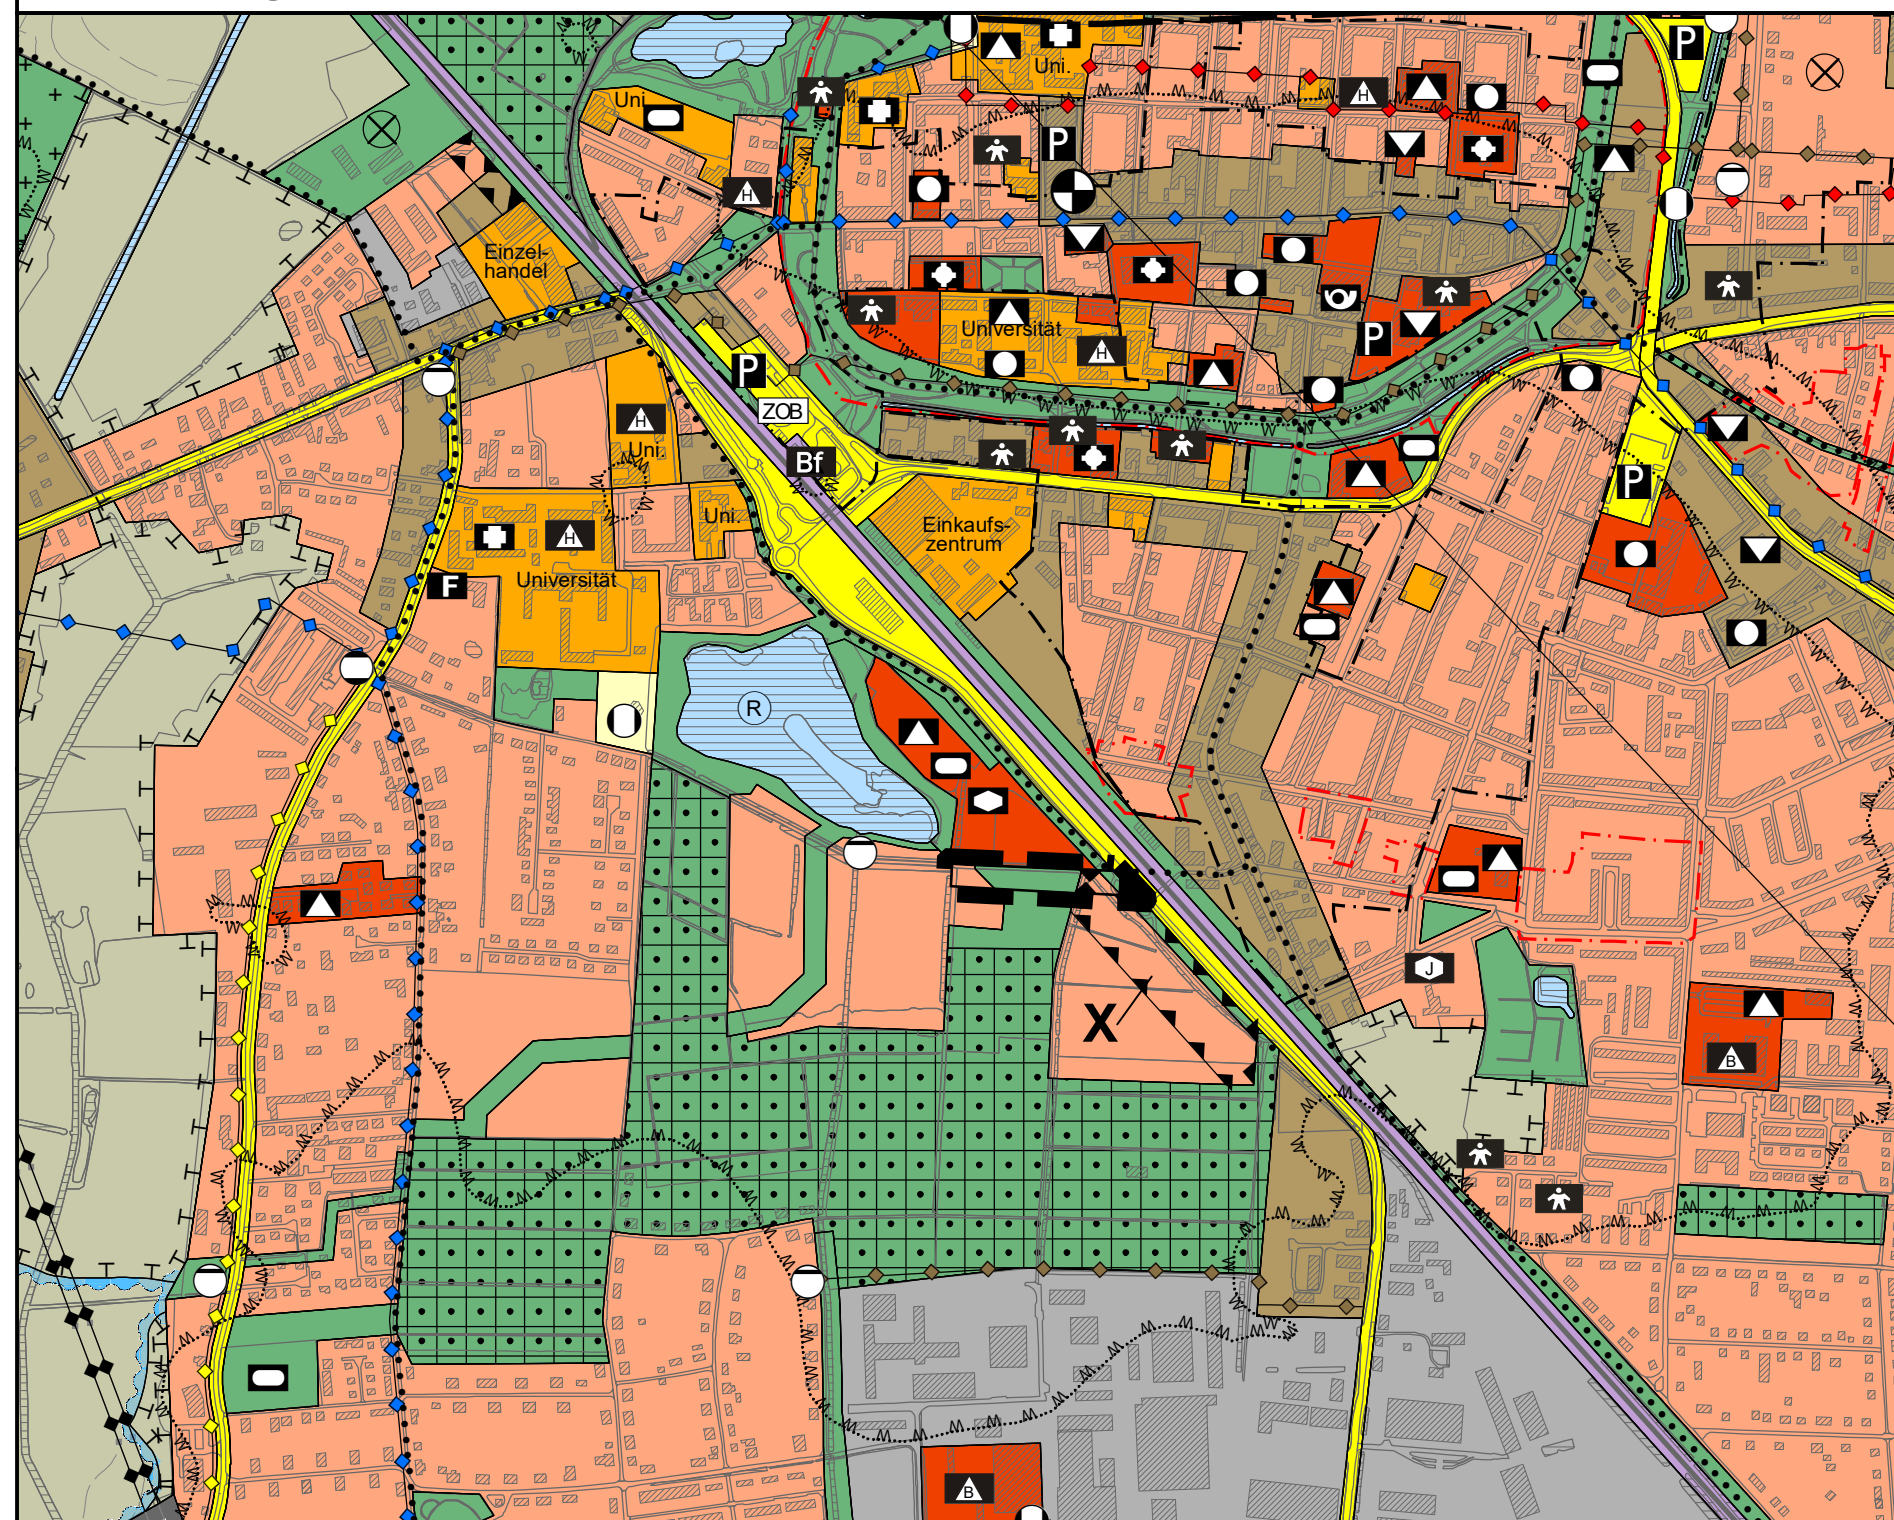 P
Uni.
Uni.
H
P
H
Einzel-
handel
Universität
P
H
P
ZOB
H
Uni.
Bf
P
Uni.
Einkaufs-
zentrum
H
Universität
F
R
J
X
B
B